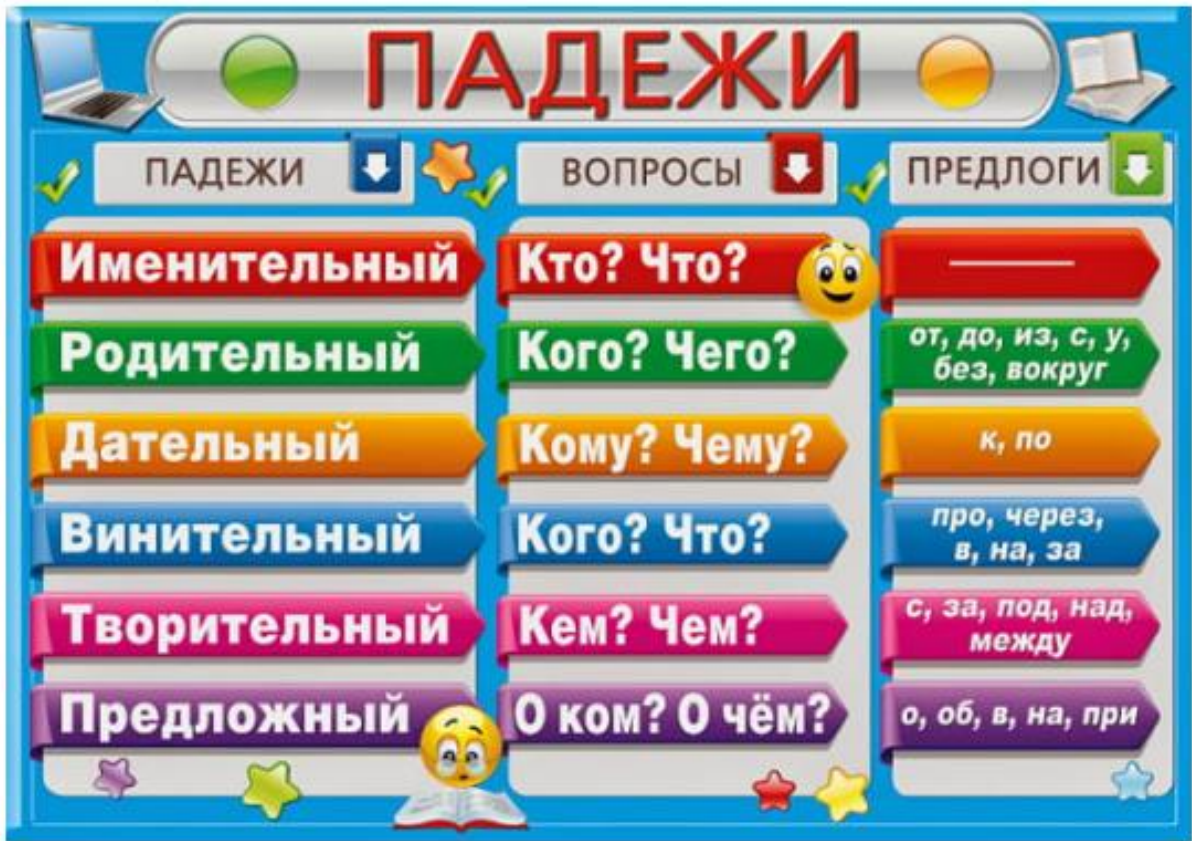 ПАДЕЖИ
ПАДЕЖИ
ВОПРОСЫ
ПРЕДЛОГИ
Именительный
Кто? Что?
Родительный
Кого? Чего?
от, до, из, с, у,
без, вокруг
Дательный
Кому? Чему?
к, по
Винительный
Кого? Что?
про, через,
в, на, за
Творительный
Кем? Чем?
с, за, под, над,
между
Предложный
О ком? О чём?
о, об, в, на, при